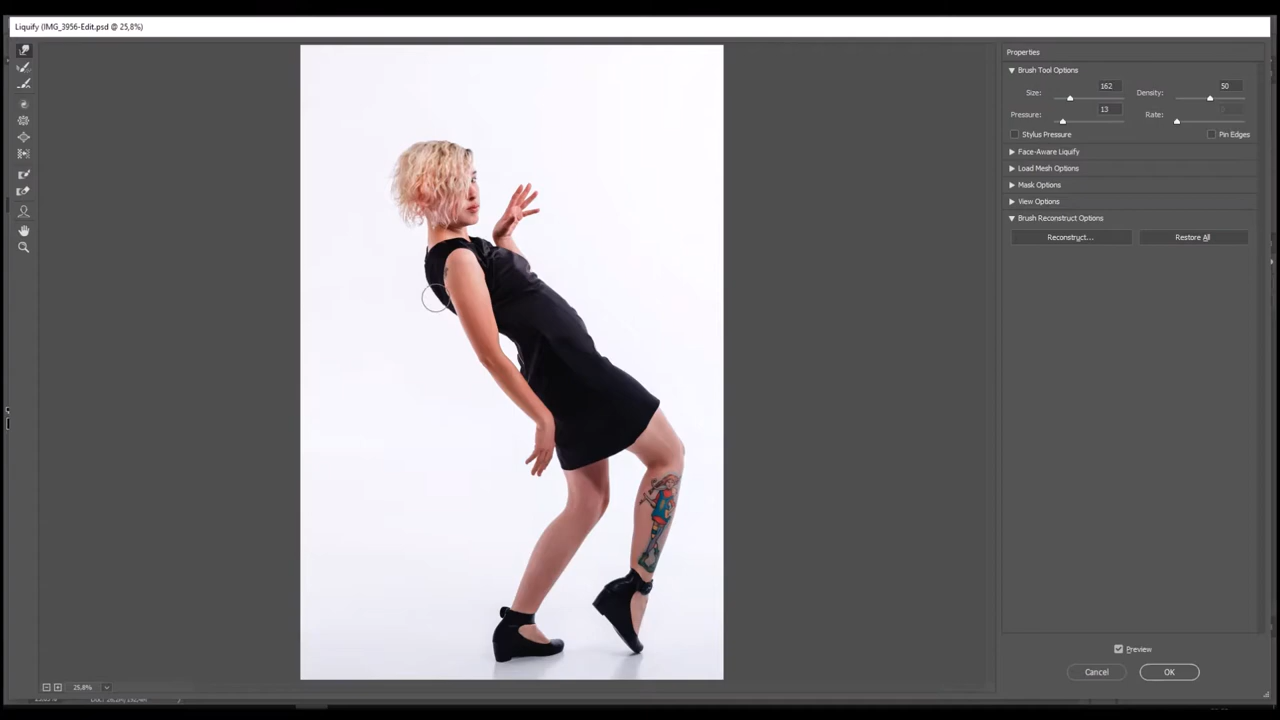 Liquify (IMG_3956-Edit.psd @ 25,8%)
Properties
Brush Tool Options
Size: 162 Density: 50
Pressure: 13 Rate:
Stylus Pressure Pin Edges
Face-Aware Liquify
Load Mesh Options
Mask Options
View Options
Brush Reconstruct Options
Reconstruct... Restore All
Preview
Cancel OK
25,8%